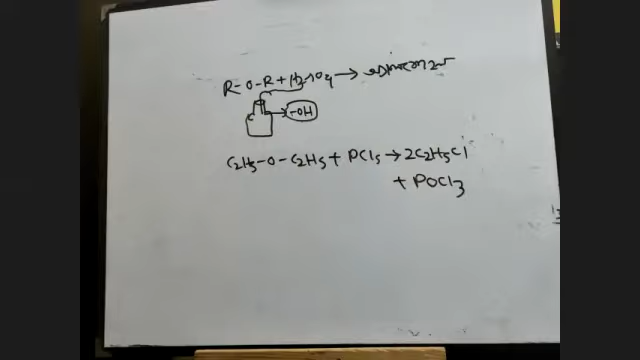 R-O-R + H2SO4 →
-OH
C2H5-O-C2H5 + PCl5 → 2C2H5Cl
+ POCl3